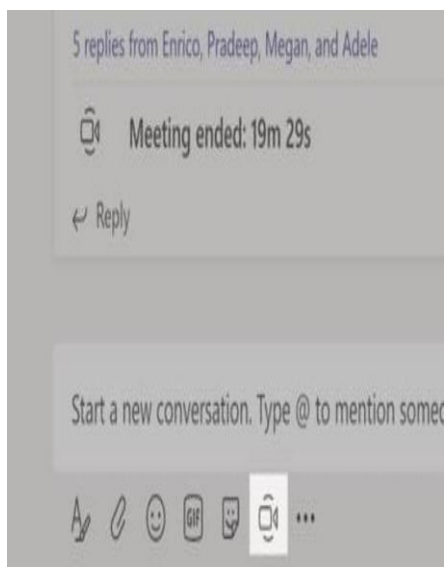 5 replies from Enrico, Pradeep, Megan, and Adele
Meeting ended: 19m 29s
Reply
Start a new conversation. Type @ to mention someo
GIF